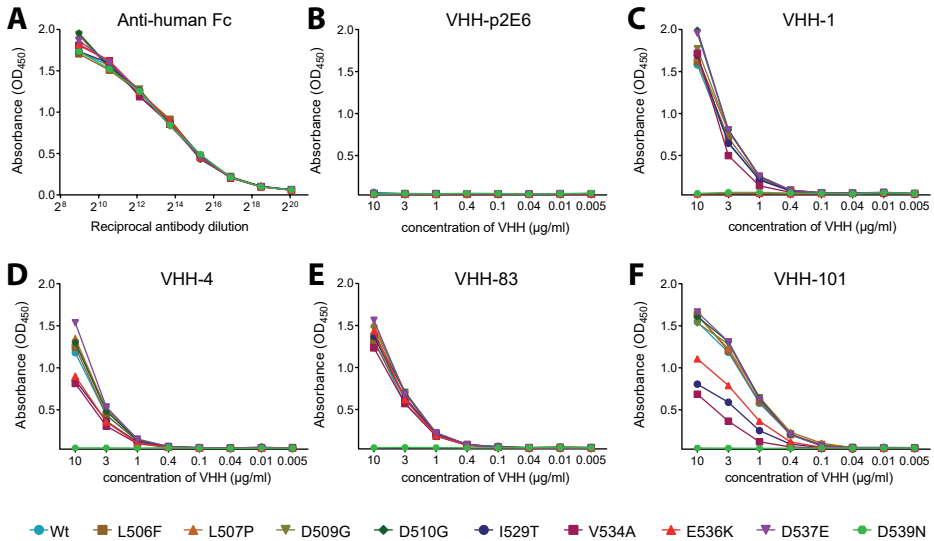 A
Anti-human Fc
Absorbance (OD450)
2.0
1.5
1.0
0.5
0.0
2^8 2^10 2^12 2^14 2^16 2^18 2^20
Reciprocal antibody dilution
B
VHH-p2E6
Absorbance (OD450)
2.0
1.5
1.0
0.5
10 3 1 0.4 0.1 0.04 0.01 0.005
concentration of VHH (µg/ml)
C
VHH-1
Absorbance (OD450)
2.0
1.5
1.0
0.5
10 3 1 0.4 0.1 0.04 0.01 0.005
concentration of VHH (µg/ml)
D
VHH-4
Absorbance (OD450)
2.0
1.5
1.0
0.5
10 3 1 0.4 0.1 0.04 0.01 0.005
concentration of VHH (µg/ml)
E
VHH-83
Absorbance (OD450)
2.0
1.5
1.0
0.5
10 3 1 0.4 0.1 0.04 0.01 0.005
concentration of VHH (µg/ml)
F
VHH-101
Absorbance (OD450)
2.0
1.5
1.0
0.5
10 3 1 0.4 0.1 0.04 0.01 0.005
concentration of VHH (µg/ml)
Wt L506F L507P D509G D510G I529T V534A E536K D537E D539N